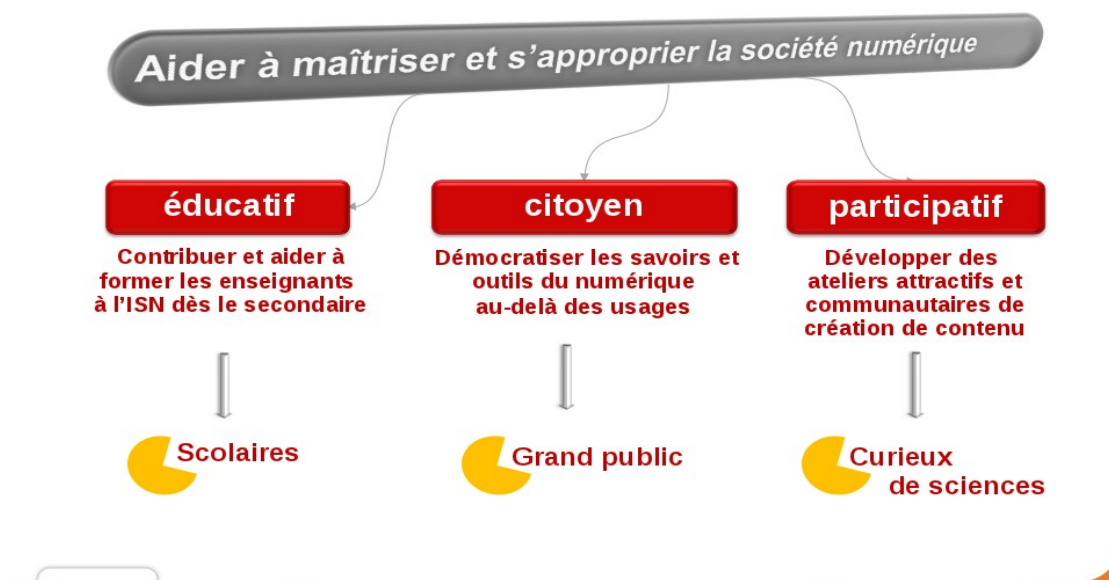 Aider à maîtriser et s’approprier la société numérique
éducatif
Contribuer et aider à
former les enseignants
à l’ISN dès le secondaire
Scolaires
citoyen
Démocratiser les savoirs et
outils du numérique
au-delà des usages
Grand public
participatif
Développer des
ateliers attractifs et
communautaires de
création de contenu
Curieux
de sciences